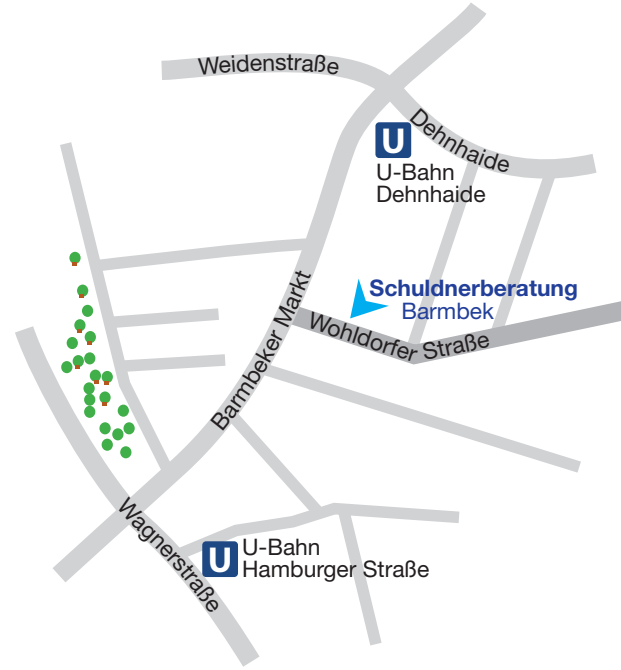 Weidenstraße
Dehnhaide
U
U-Bahn
Dehnhaide
Schuldnerberatung
Barmbek
Wohldorfer Straße
Barmbeker Markt
Wagnerstraße
U
U-Bahn
Hamburger Straße